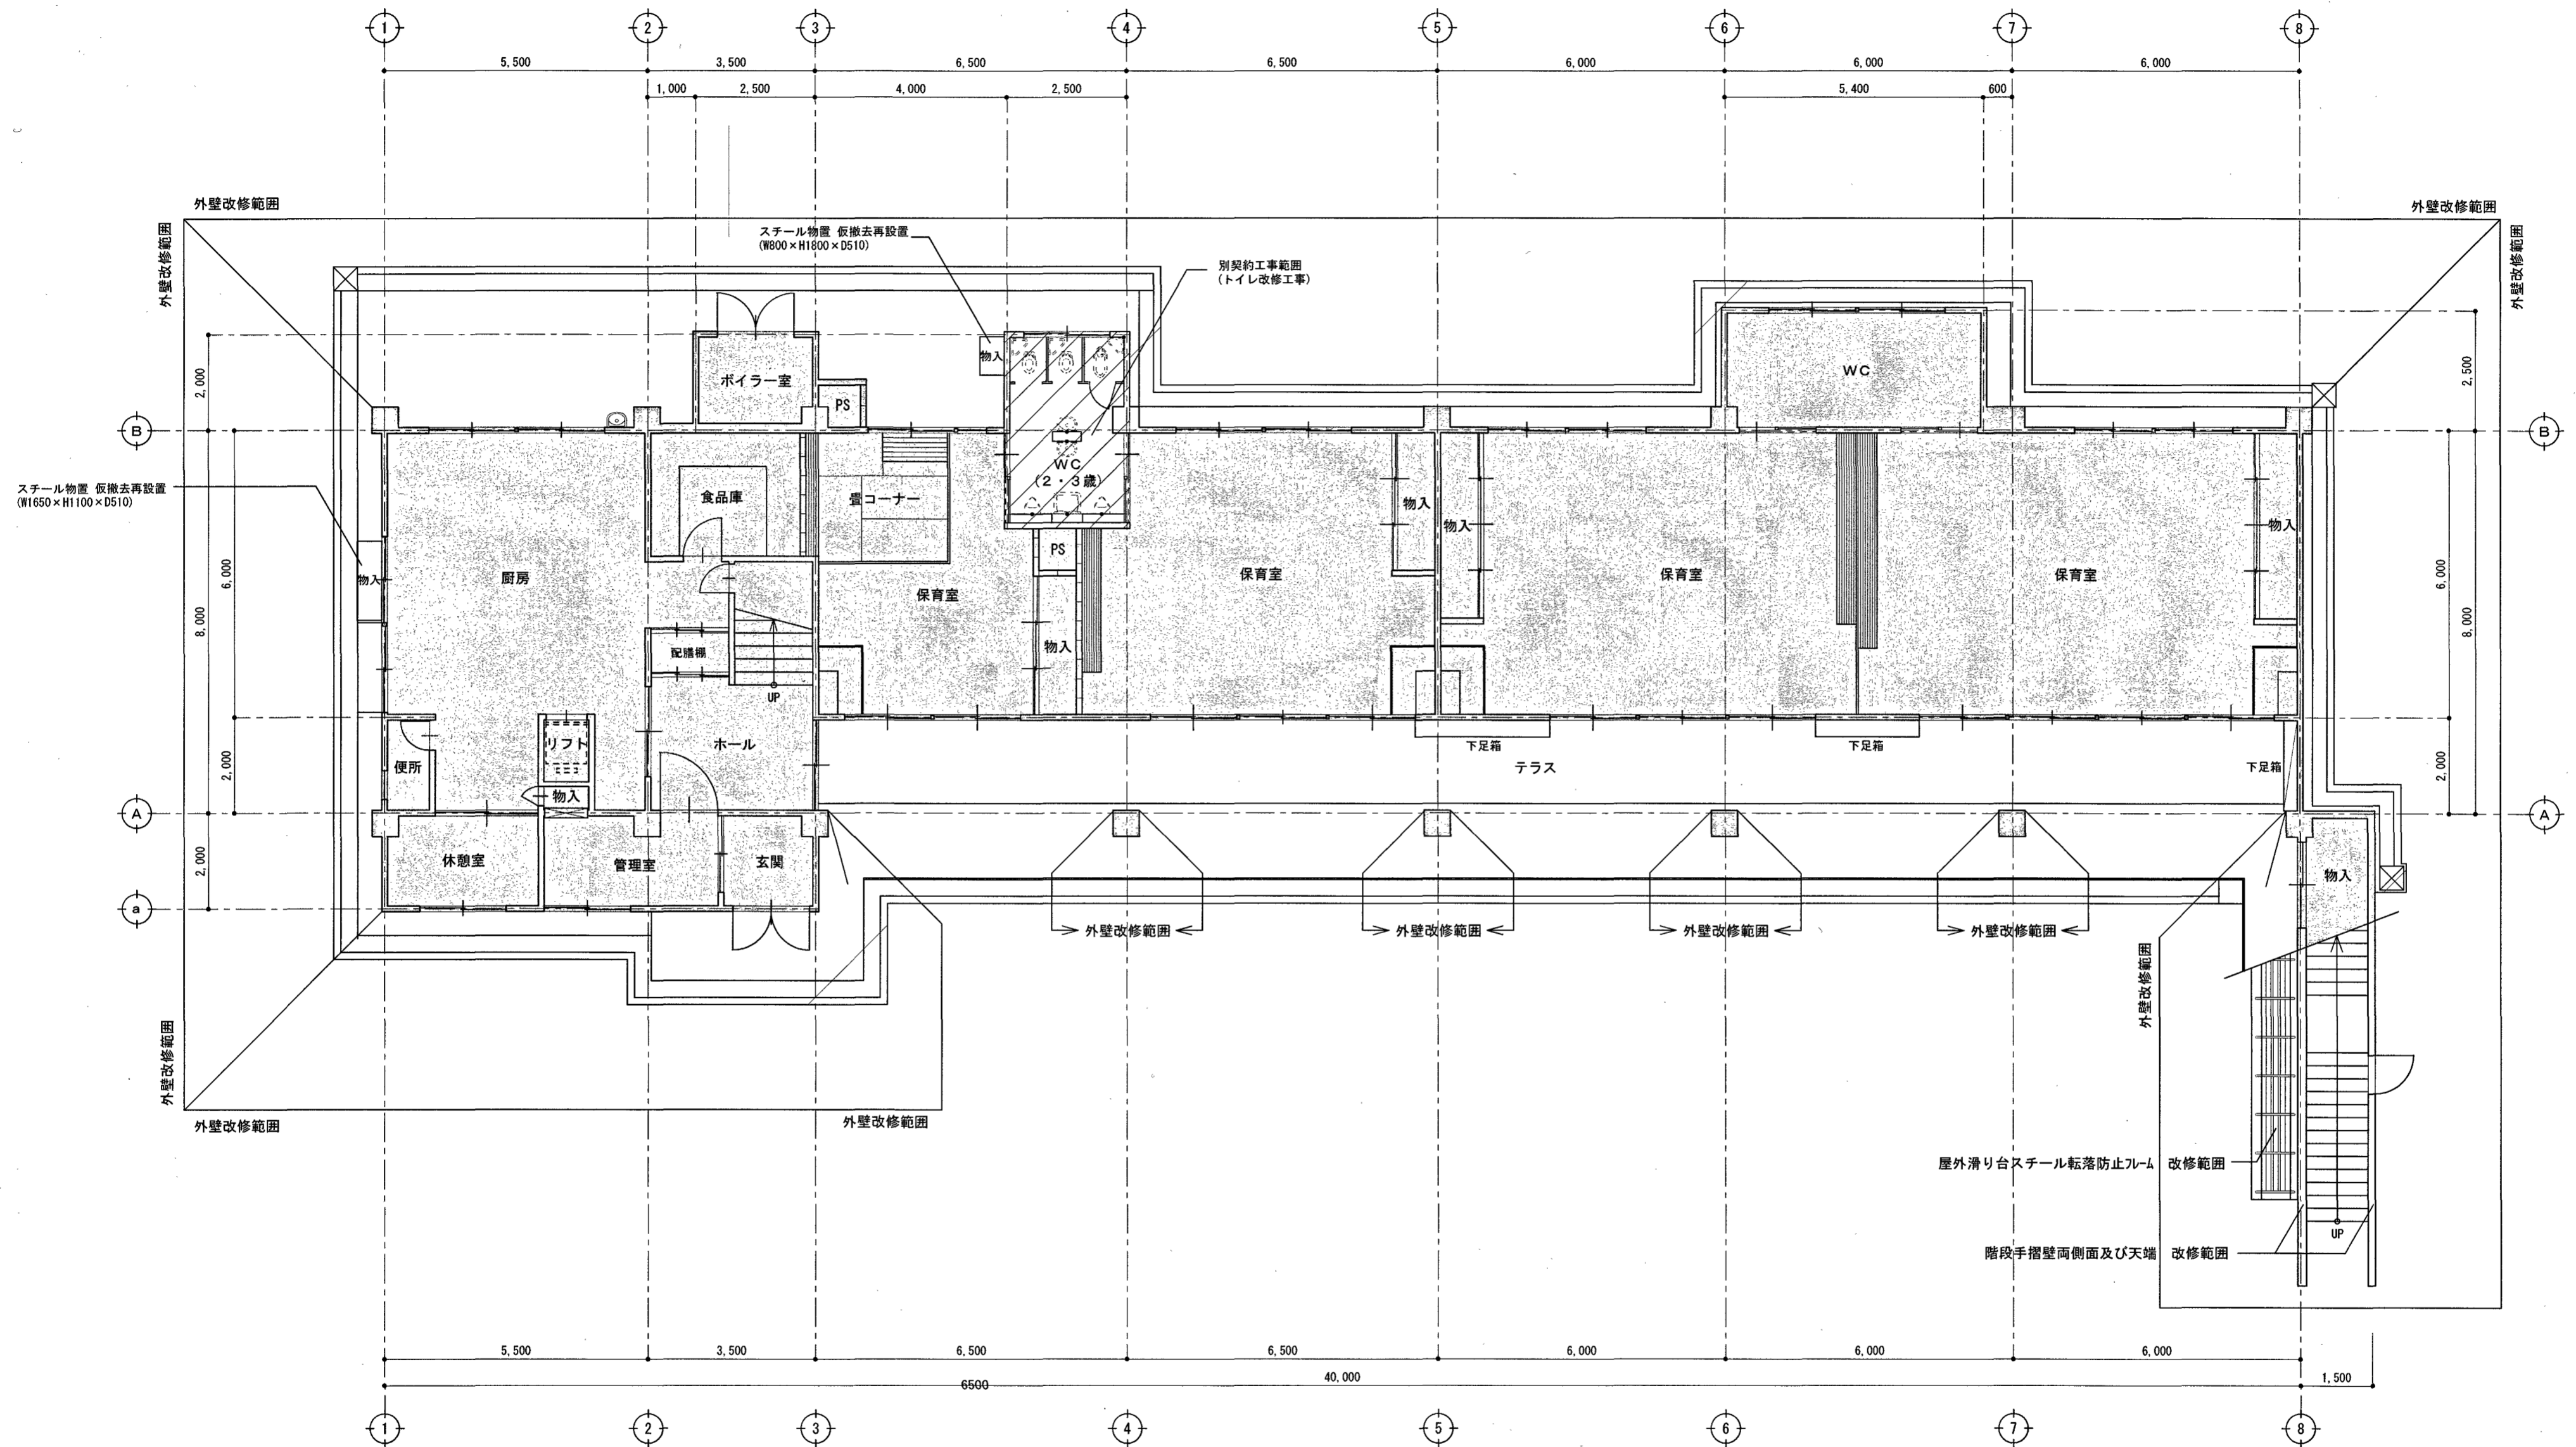 1 2 3 4 5 6 7 8
5,500 3,500 6,500 6,500 6,000 6,000 6,000
1,000 2,500 4,000 2,500 5,400 600
外壁改修範囲
外壁改修範囲
外壁改修範囲
外壁改修範囲
スチール物置 仮撤去再設置
(W800×H1800×D510)
別契約工事範囲
(トイレ改修工事)
2,000
物入
ボイラー室
PS
WC
2,500
B
B
スチール物置 仮撤去再設置
(W1650×H1100×D510)
食品庫
畳コーナー
WC
(2・3歳)
物入
物入
物入
PS
物入
厨房
保育室
保育室
保育室
保育室
6,000
8,000
6,000
8,000
配膳棚
物入
UP
リフト
ホール
下足箱
下足箱
下足箱
テラス
便所
物入
2,000
2,000
A
A
休憩室
管理室
玄関
物入
2,000
a
外壁改修範囲
外壁改修範囲
外壁改修範囲
外壁改修範囲
外壁改修範囲
外壁改修範囲
外壁改修範囲
外壁改修範囲
屋外滑り台スチール転落防止フレーム 改修範囲
UP
階段手摺壁両側面及び天端 改修範囲
5,500 3,500 6,500 6,500 6,000 6,000 6,000
6500 40,000 1,500
1 2 3 4 5 6 7 8